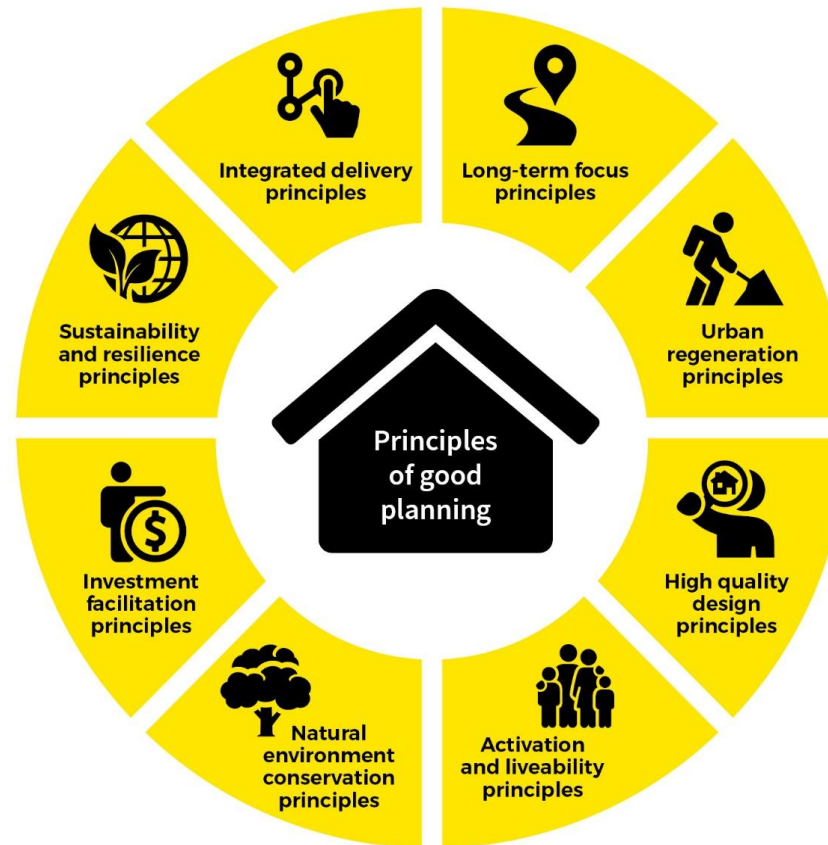 Integrated delivery
principles
Long-term focus
principles
Urban
regeneration
principles
High quality
design
principles
Activation
and liveability
principles
Natural
environment
conservation
principles
Investment
facilitation
principles
Sustainability
and resilience
principles
Principles
of good
planning
$